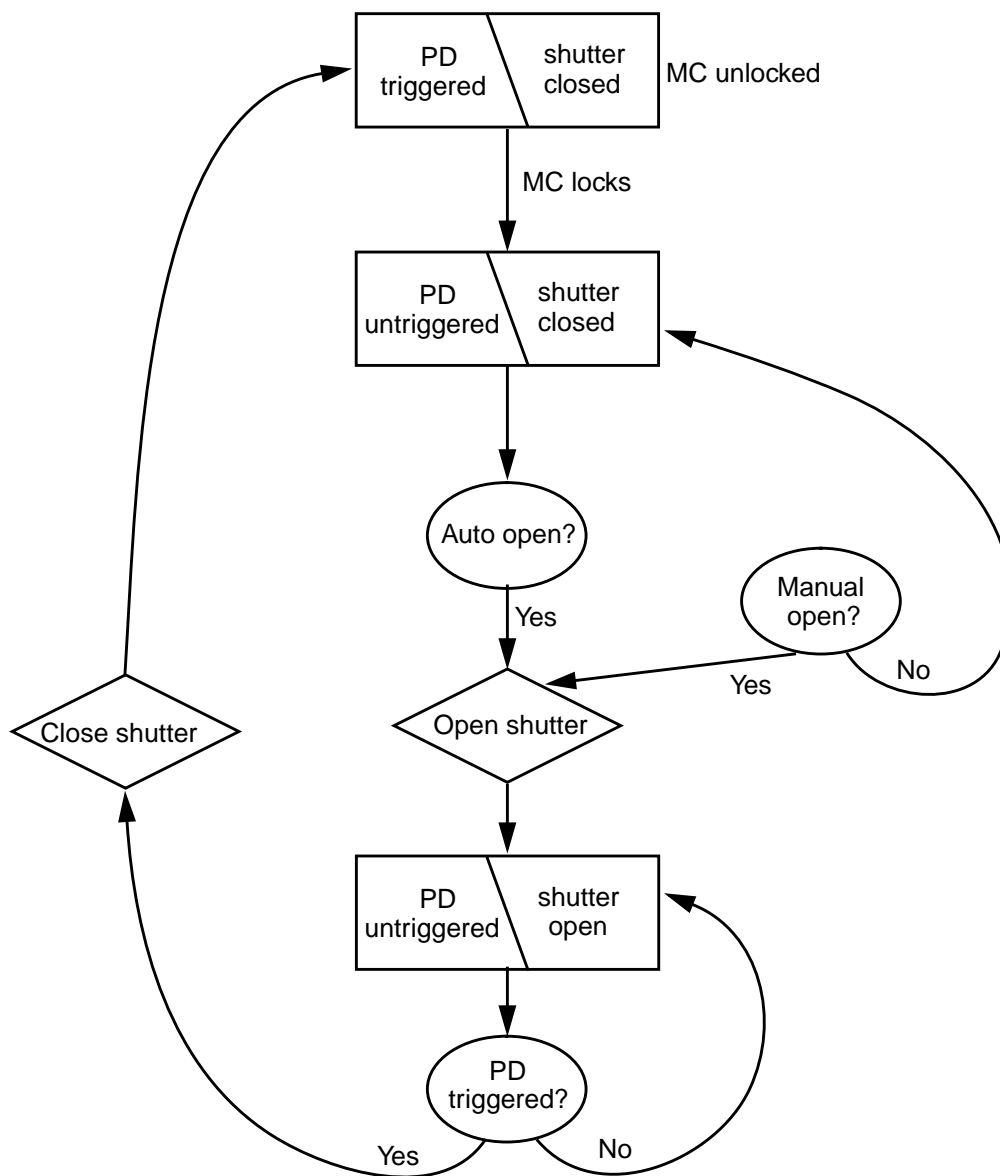 PD
triggered
shutter
closed
MC unlocked
MC locks
PD
untriggered
shutter
closed
Auto open?
Yes
Manual
open?
Yes
No
Close shutter
Open shutter
PD
untriggered
shutter
open
PD
triggered?
Yes
No